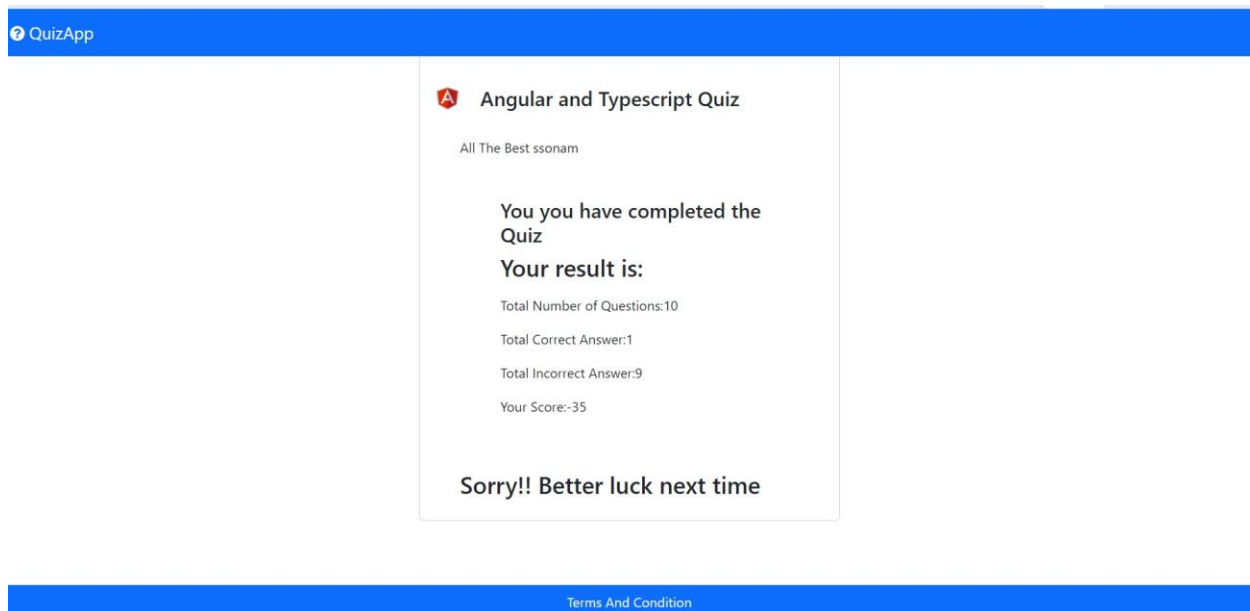 QuizApp
Angular and Typescript Quiz
All The Best ssonam
You you have completed the
Quiz
Your result is:
Total Number of Questions:10
Total Correct Answer:1
Total Incorrect Answer:9
Your Score:-35
Sorry!! Better luck next time
Terms And Condition